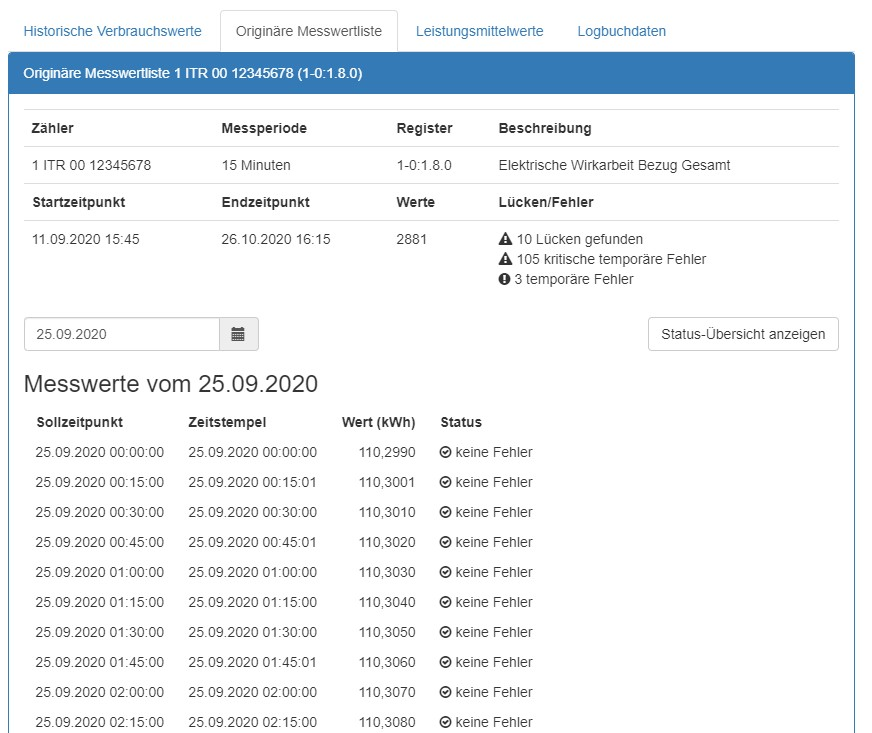 Historische Verbrauchswerte Originäre Messwertliste Leistungsmittelwerte Logbuchdaten
Originäre Messwertliste 1 ITR 00 12345678 (1-0:1.8.0)
Zähler Messperiode Register Beschreibung
1 ITR 00 12345678 15 Minuten 1-0:1.8.0 Elektrische Wirkarbeit Bezug Gesamt
Startzeitpunkt Endzeitpunkt Werte Lücken/Fehler
11.09.2020 15:45 26.10.2020 16:15 2881 10 Lücken gefunden
105 kritische temporäre Fehler
3 temporäre Fehler
25.09.2020 Status-Übersicht anzeigen
Messwerte vom 25.09.2020
Sollzeitpunkt Zeitstempel Wert (kWh) Status
25.09.2020 00:00:00 25.09.2020 00:00:00 110,2990 keine Fehler
25.09.2020 00:15:00 25.09.2020 00:15:01 110,3001 keine Fehler
25.09.2020 00:30:00 25.09.2020 00:30:00 110,3010 keine Fehler
25.09.2020 00:45:00 25.09.2020 00:45:01 110,3020 keine Fehler
25.09.2020 01:00:00 25.09.2020 01:00:00 110,3030 keine Fehler
25.09.2020 01:15:00 25.09.2020 01:15:00 110,3040 keine Fehler
25.09.2020 01:30:00 25.09.2020 01:30:00 110,3050 keine Fehler
25.09.2020 01:45:00 25.09.2020 01:45:01 110,3060 keine Fehler
25.09.2020 02:00:00 25.09.2020 02:00:00 110,3070 keine Fehler
25.09.2020 02:15:00 25.09.2020 02:15:00 110,3080 keine Fehler